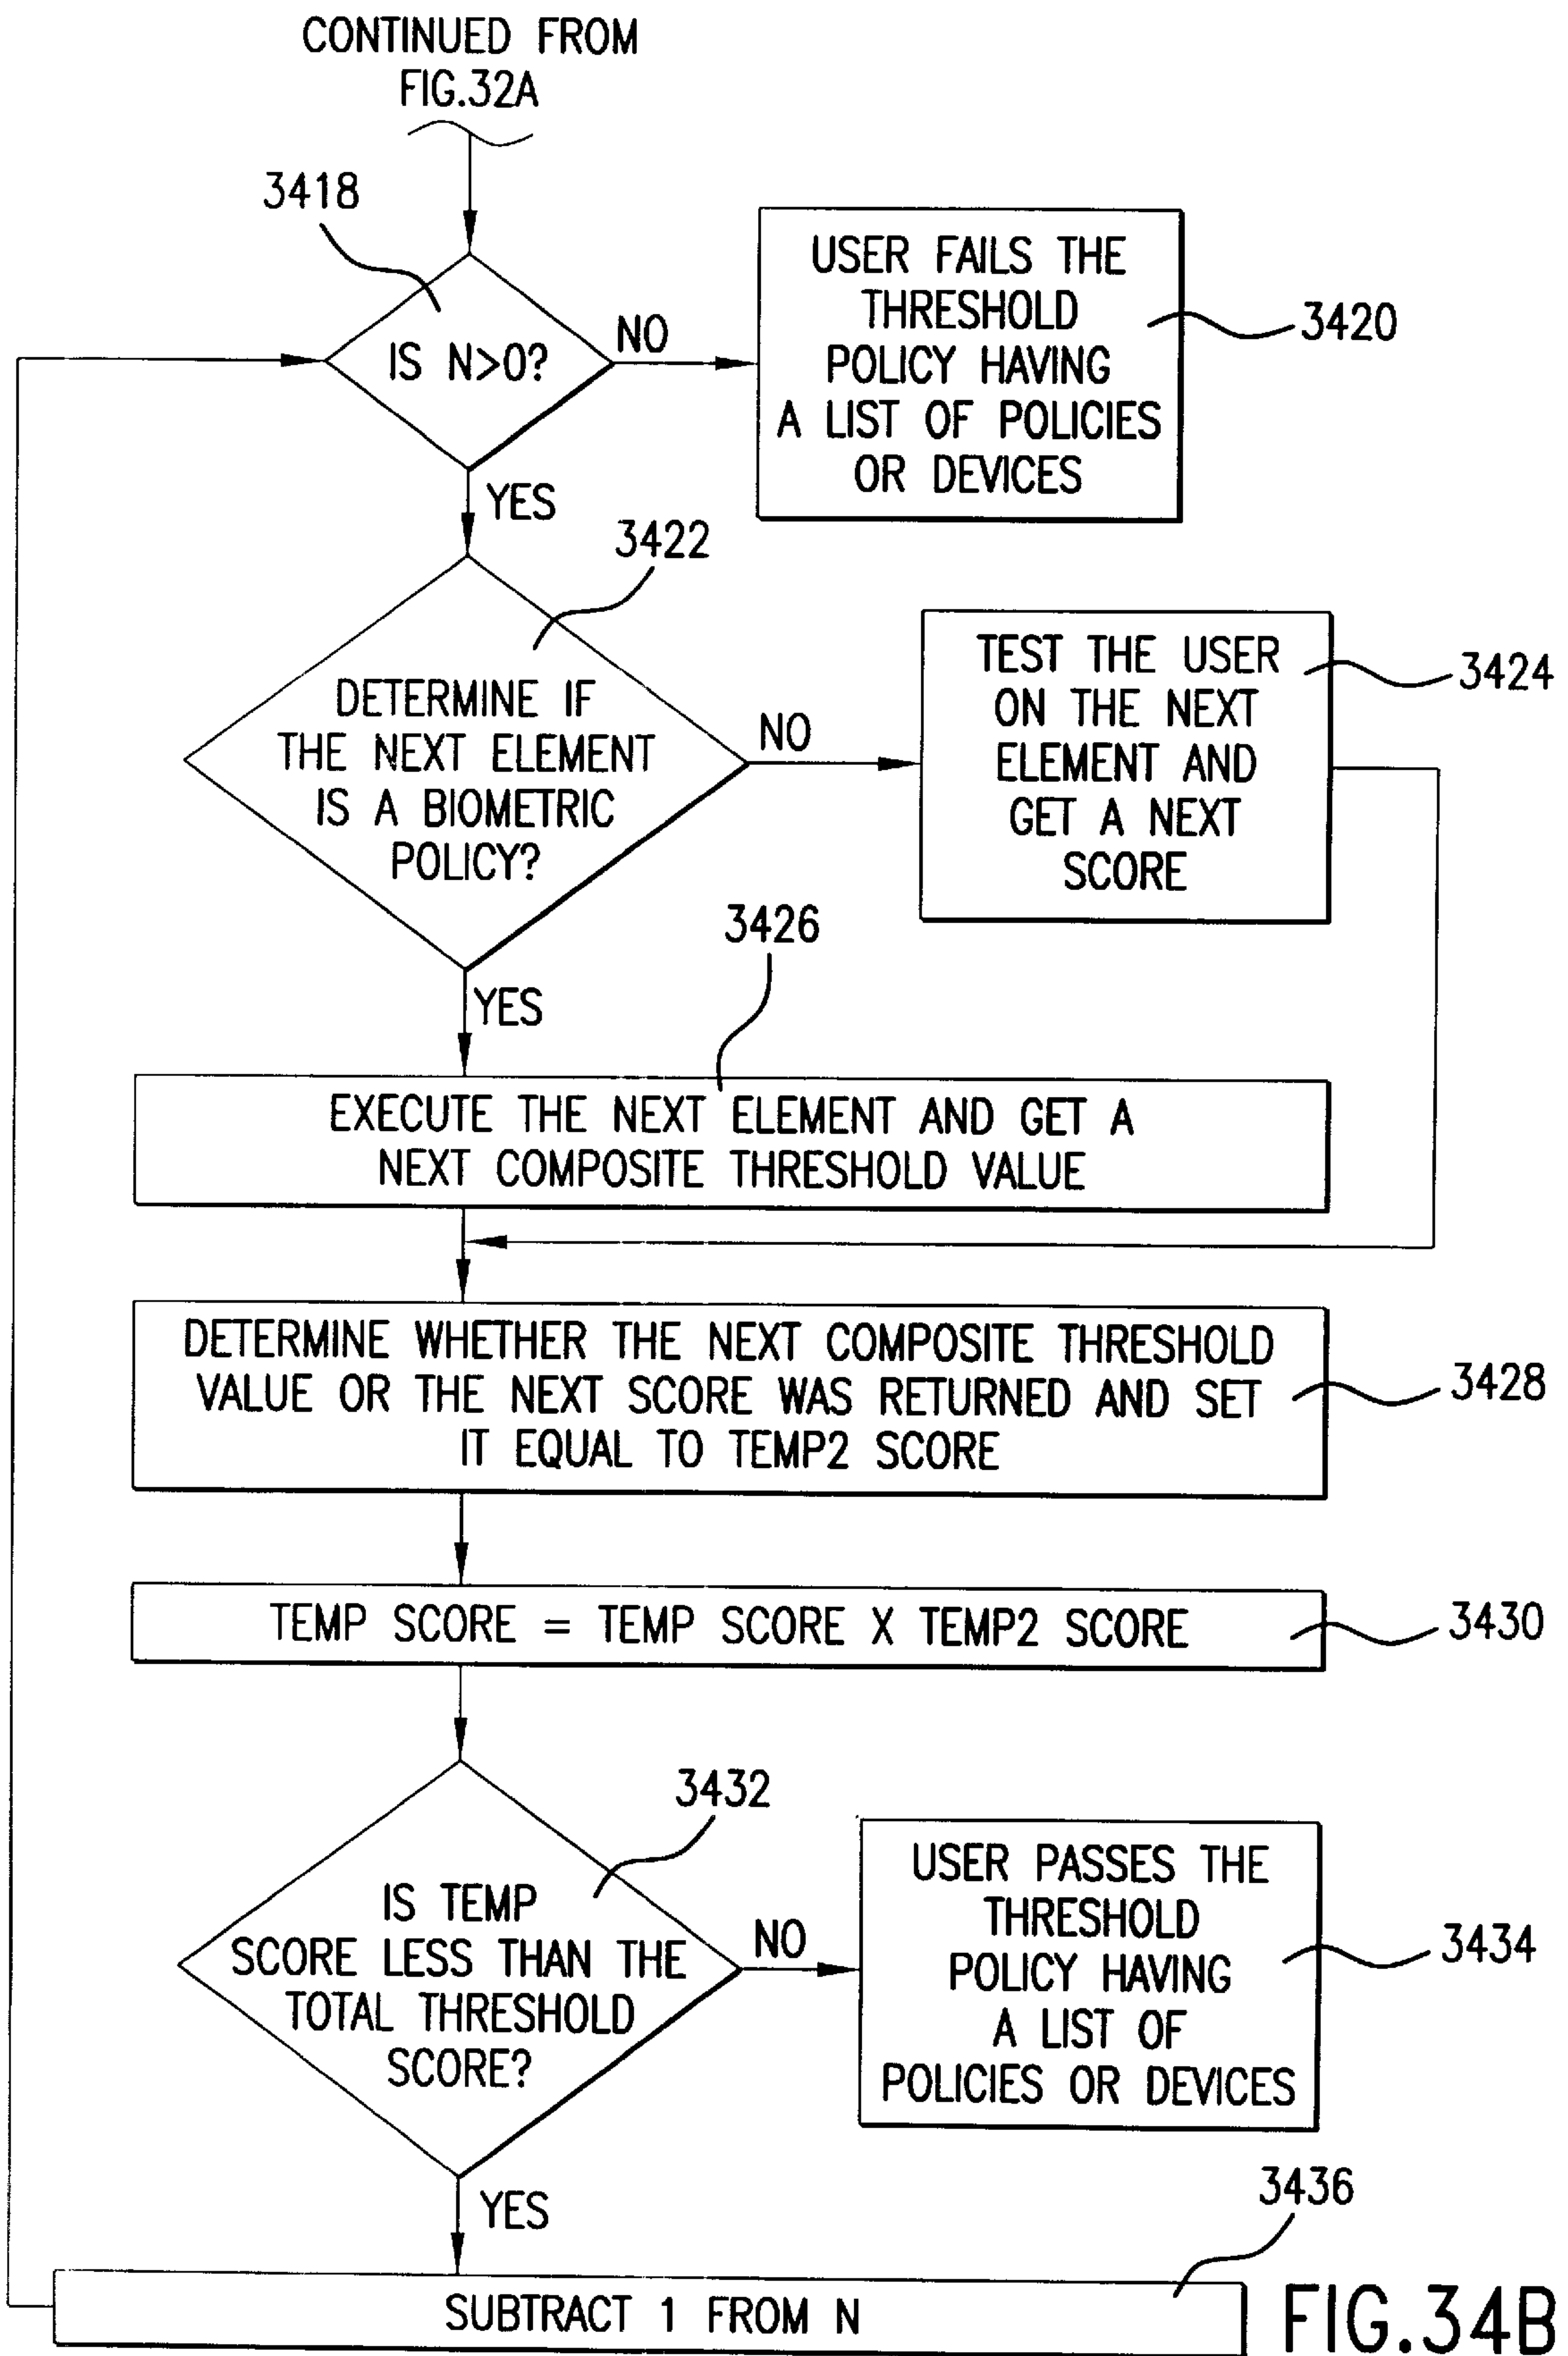 CONTINUED FROM
FIG.32A
3418
IS N>0?
NO
USER FAILS THE
THRESHOLD
POLICY HAVING
A LIST OF POLICIES
OR DEVICES
3420
YES
3422
DETERMINE IF
THE NEXT ELEMENT
IS A BIOMETRIC
POLICY?
NO
TEST THE USER
ON THE NEXT
ELEMENT AND
GET A NEXT
SCORE
3424
YES
3426
EXECUTE THE NEXT ELEMENT AND GET A
NEXT COMPOSITE THRESHOLD VALUE
DETERMINE WHETHER THE NEXT COMPOSITE THRESHOLD
VALUE OR THE NEXT SCORE WAS RETURNED AND SET
IT EQUAL TO TEMP2 SCORE
3428
TEMP SCORE = TEMP SCORE X TEMP2 SCORE
3430
3432
IS TEMP
SCORE LESS THAN THE
TOTAL THRESHOLD
SCORE?
NO
USER PASSES THE
THRESHOLD
POLICY HAVING
A LIST OF
POLICIES OR DEVICES
3434
YES
3436
SUBTRACT 1 FROM N
FIG.34B